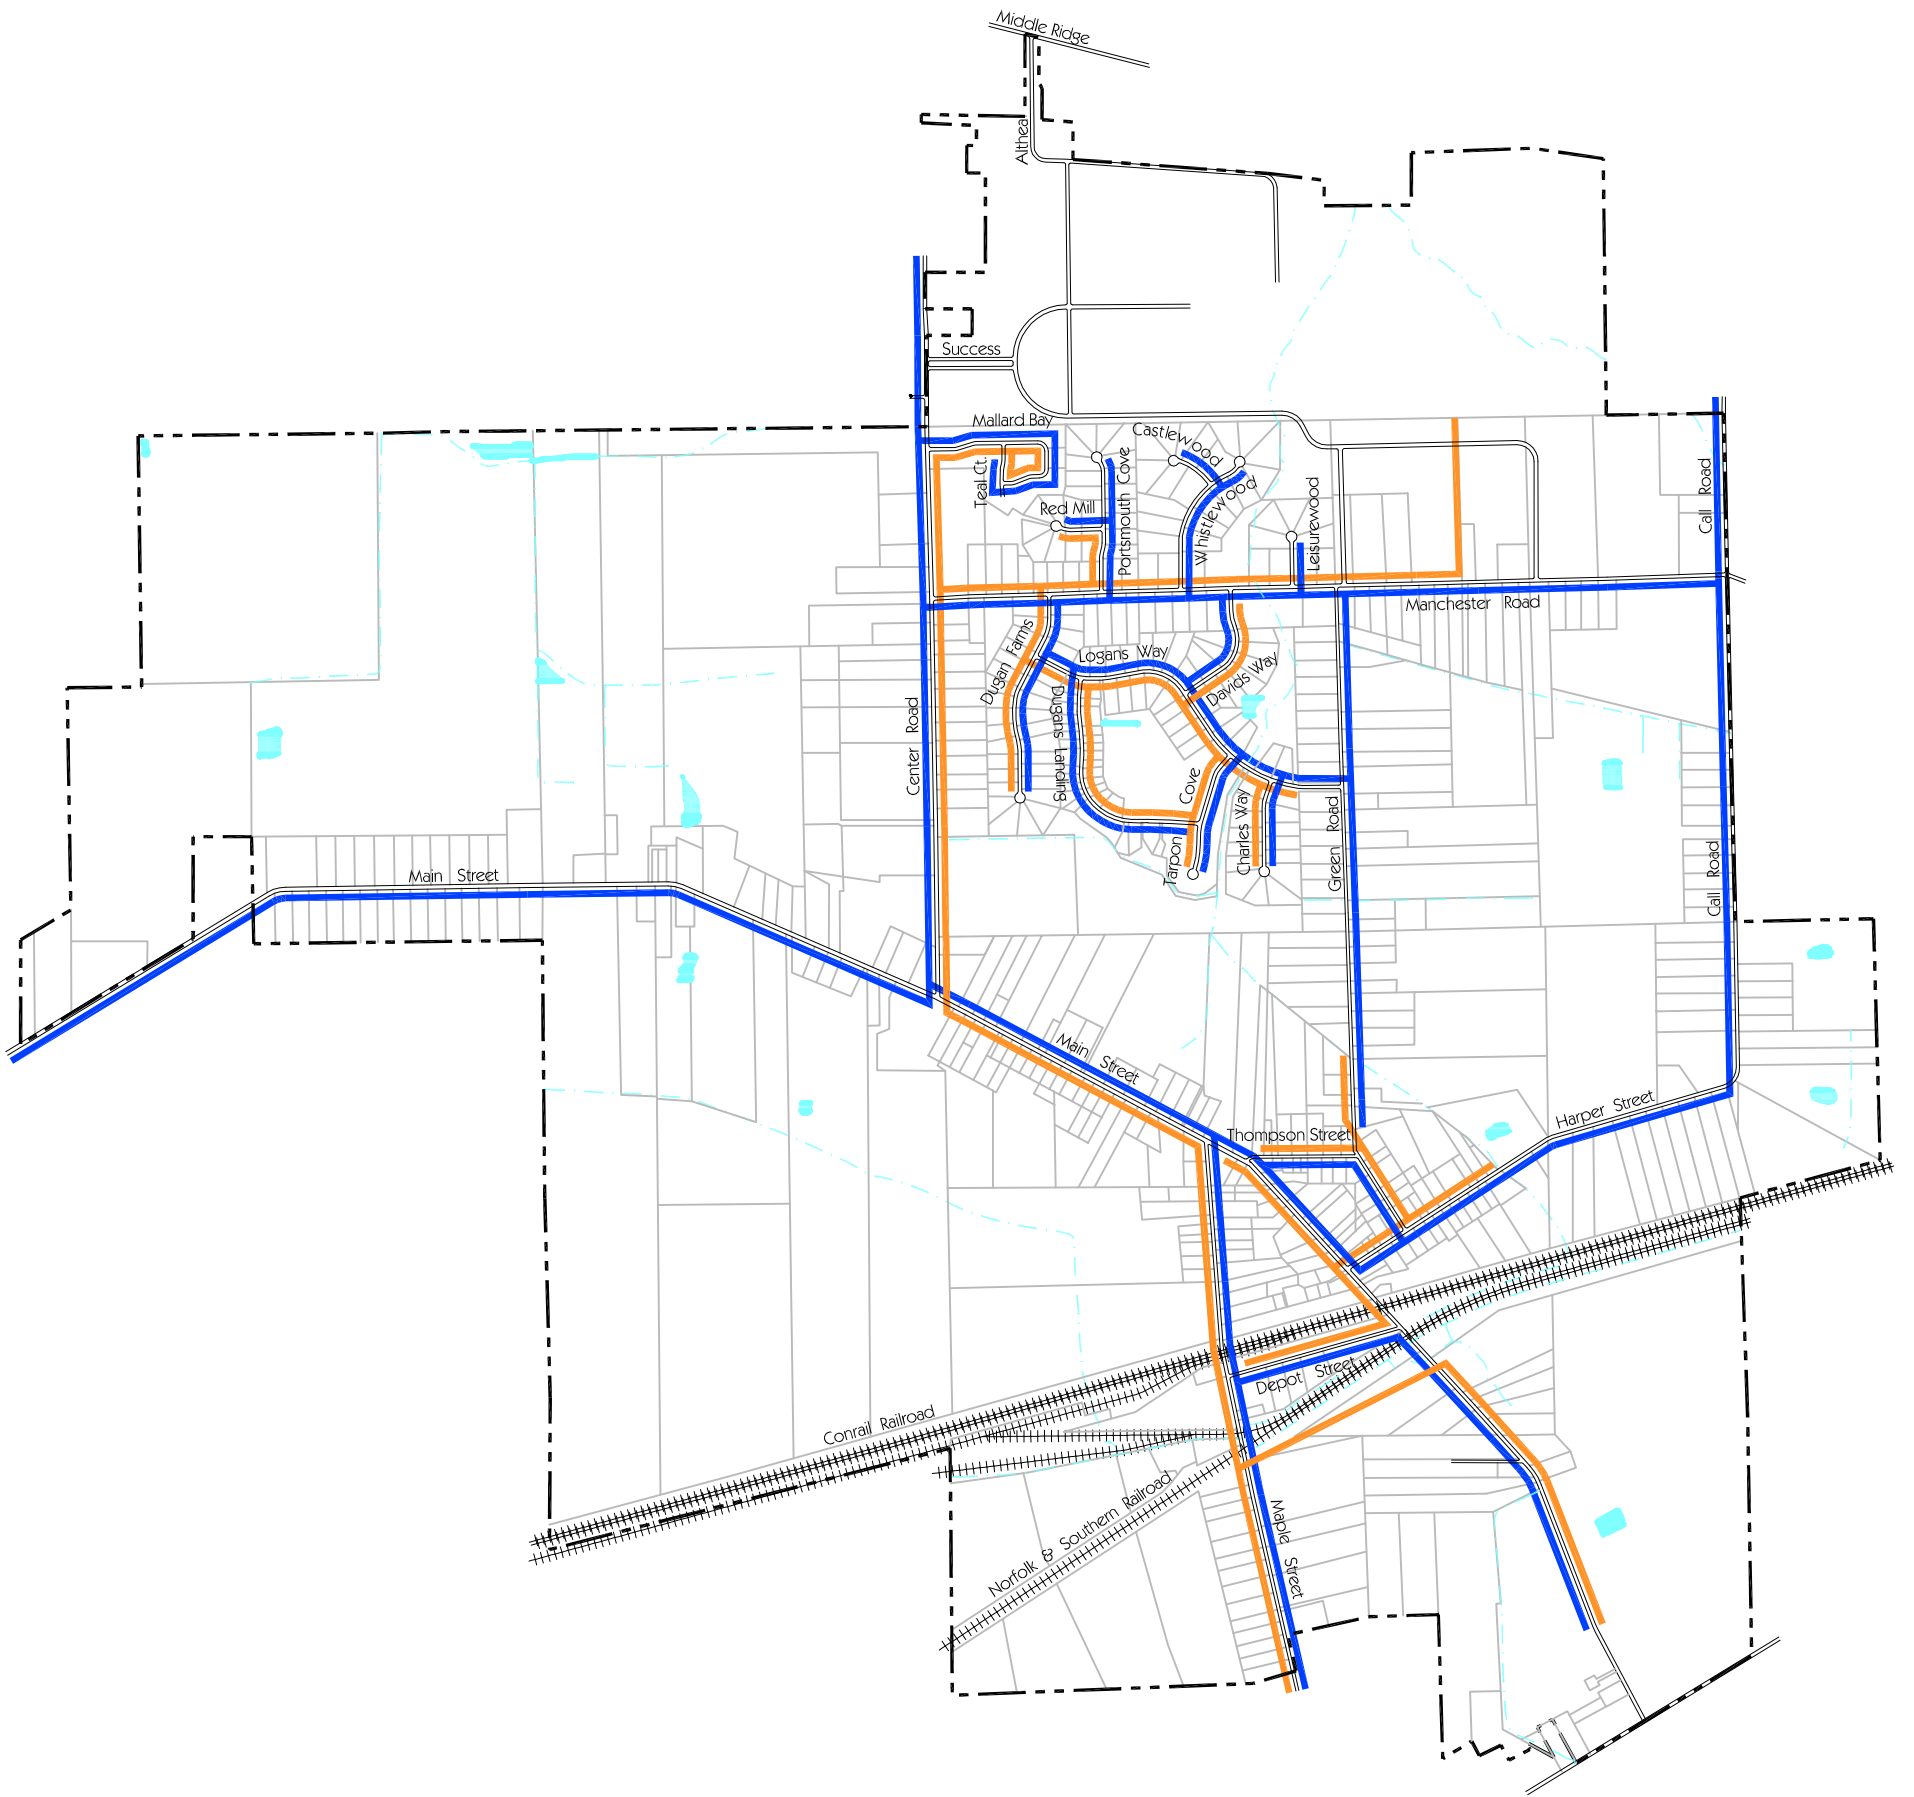 Middle Ridge
Althea
Success
Mallard Bay
Castlewood
Teal Ct.
Portsmouth Cove
Red Mill
Whistlewood
Leisurewood
Call Road
Manchester Road
Dugan Farms
Logans Way
Davids Way
Dugans Landing
Center Road
Cove
Tarpon
Charles Way
Green Road
Call Road
Main Street
Main Street
Thompson Street
Harper Street
Depot Street
Conrail Railroad
Norfolk & Southern Railroad
Maple Street